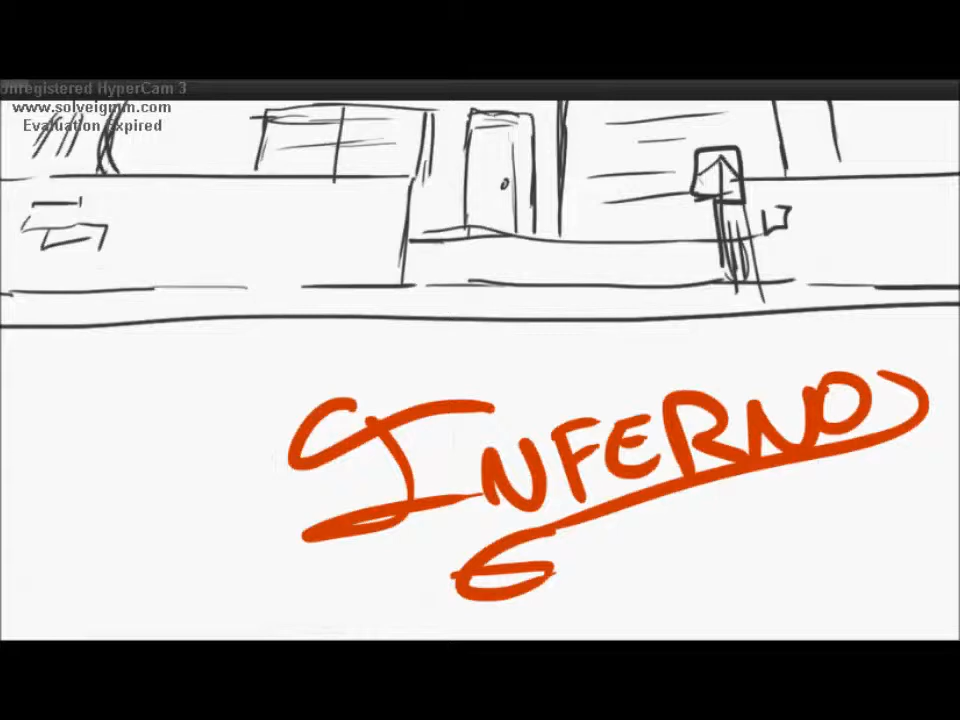 Unregistered HyperCam 3
www.solveigmm.com
Evaluation Expired
INFERNO